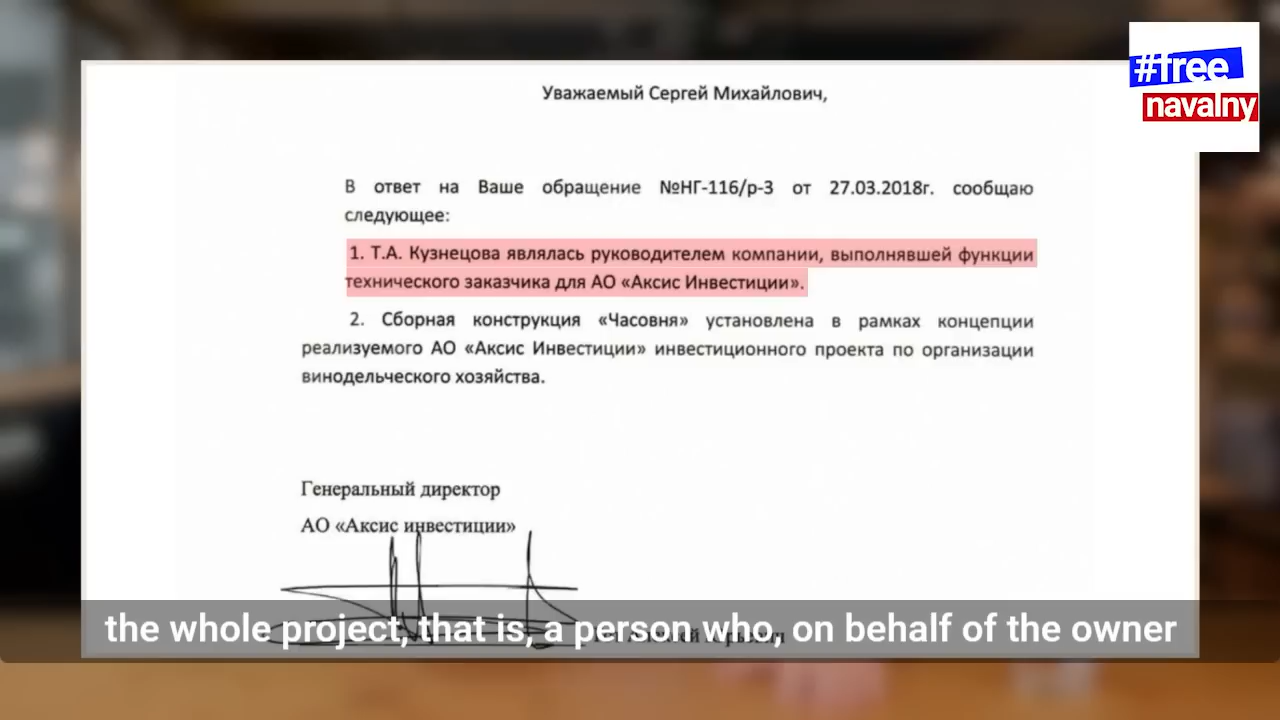 #free
navalny
Уважаемый Сергей Михайлович,
В ответ на Ваше обращение №НГ-116/р-3 от 27.03.2018г. сообщаю
следующее:
1. Т.А. Кузнецова являлась руководителем компании, выполнявшей функции
технического заказчика для АО «Аксис Инвестиции».
2. Сборная конструкция «Часовня» установлена в рамках концепции
реализуемого АО «Аксис Инвестиции» инвестиционного проекта по организации
винодельческого хозяйства.
Генеральный директор
АО «Аксис инвестиции»
the whole project, that is, a person who, on behalf of the owner